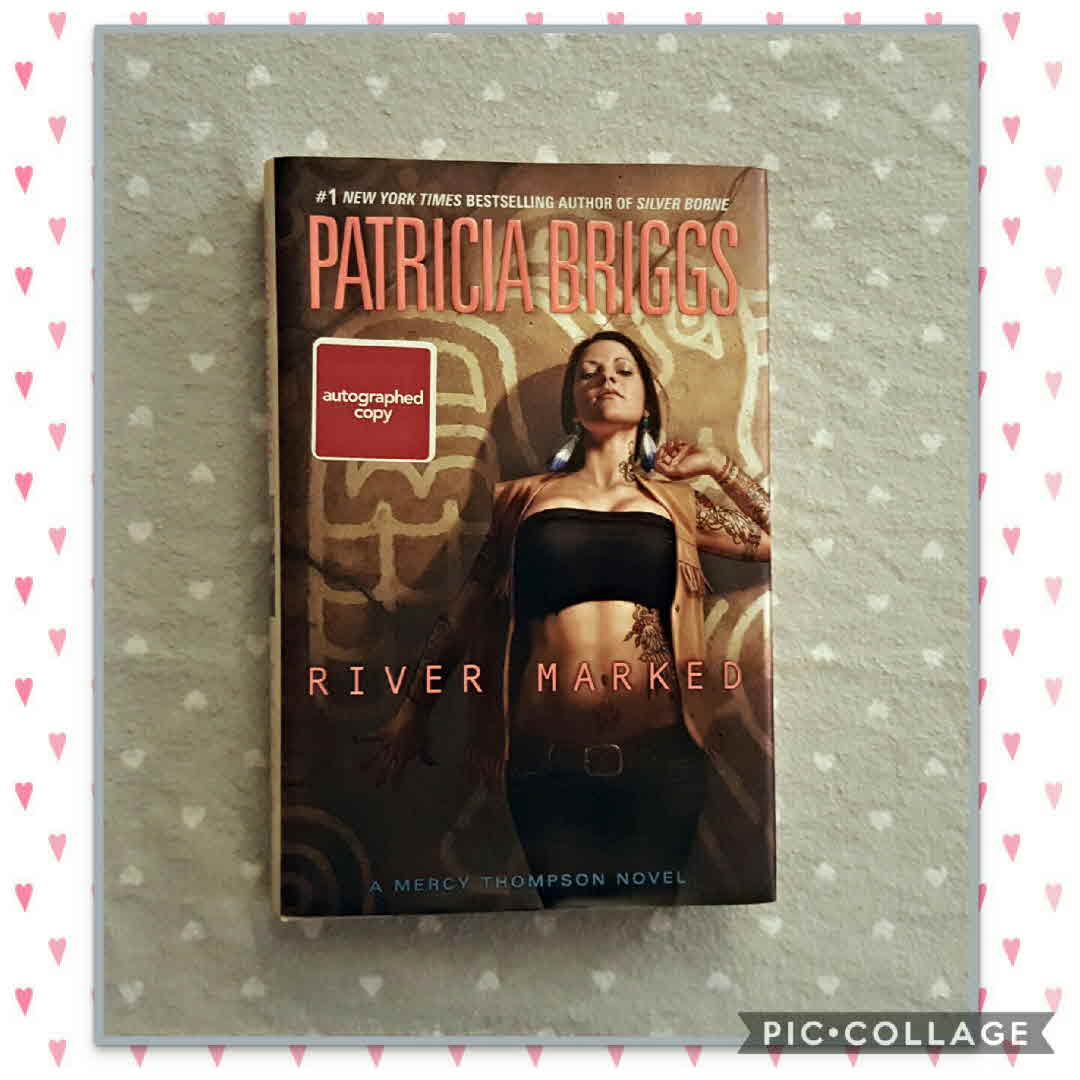 #1 NEW YORK TIMES BESTSELLING AUTHOR OF SILVER BORNE
PATRICIA BRIGGS
autographed
copy
RIVER MARKED
A MERCY THOMPSON NOVEL
PIC•COLLAGE